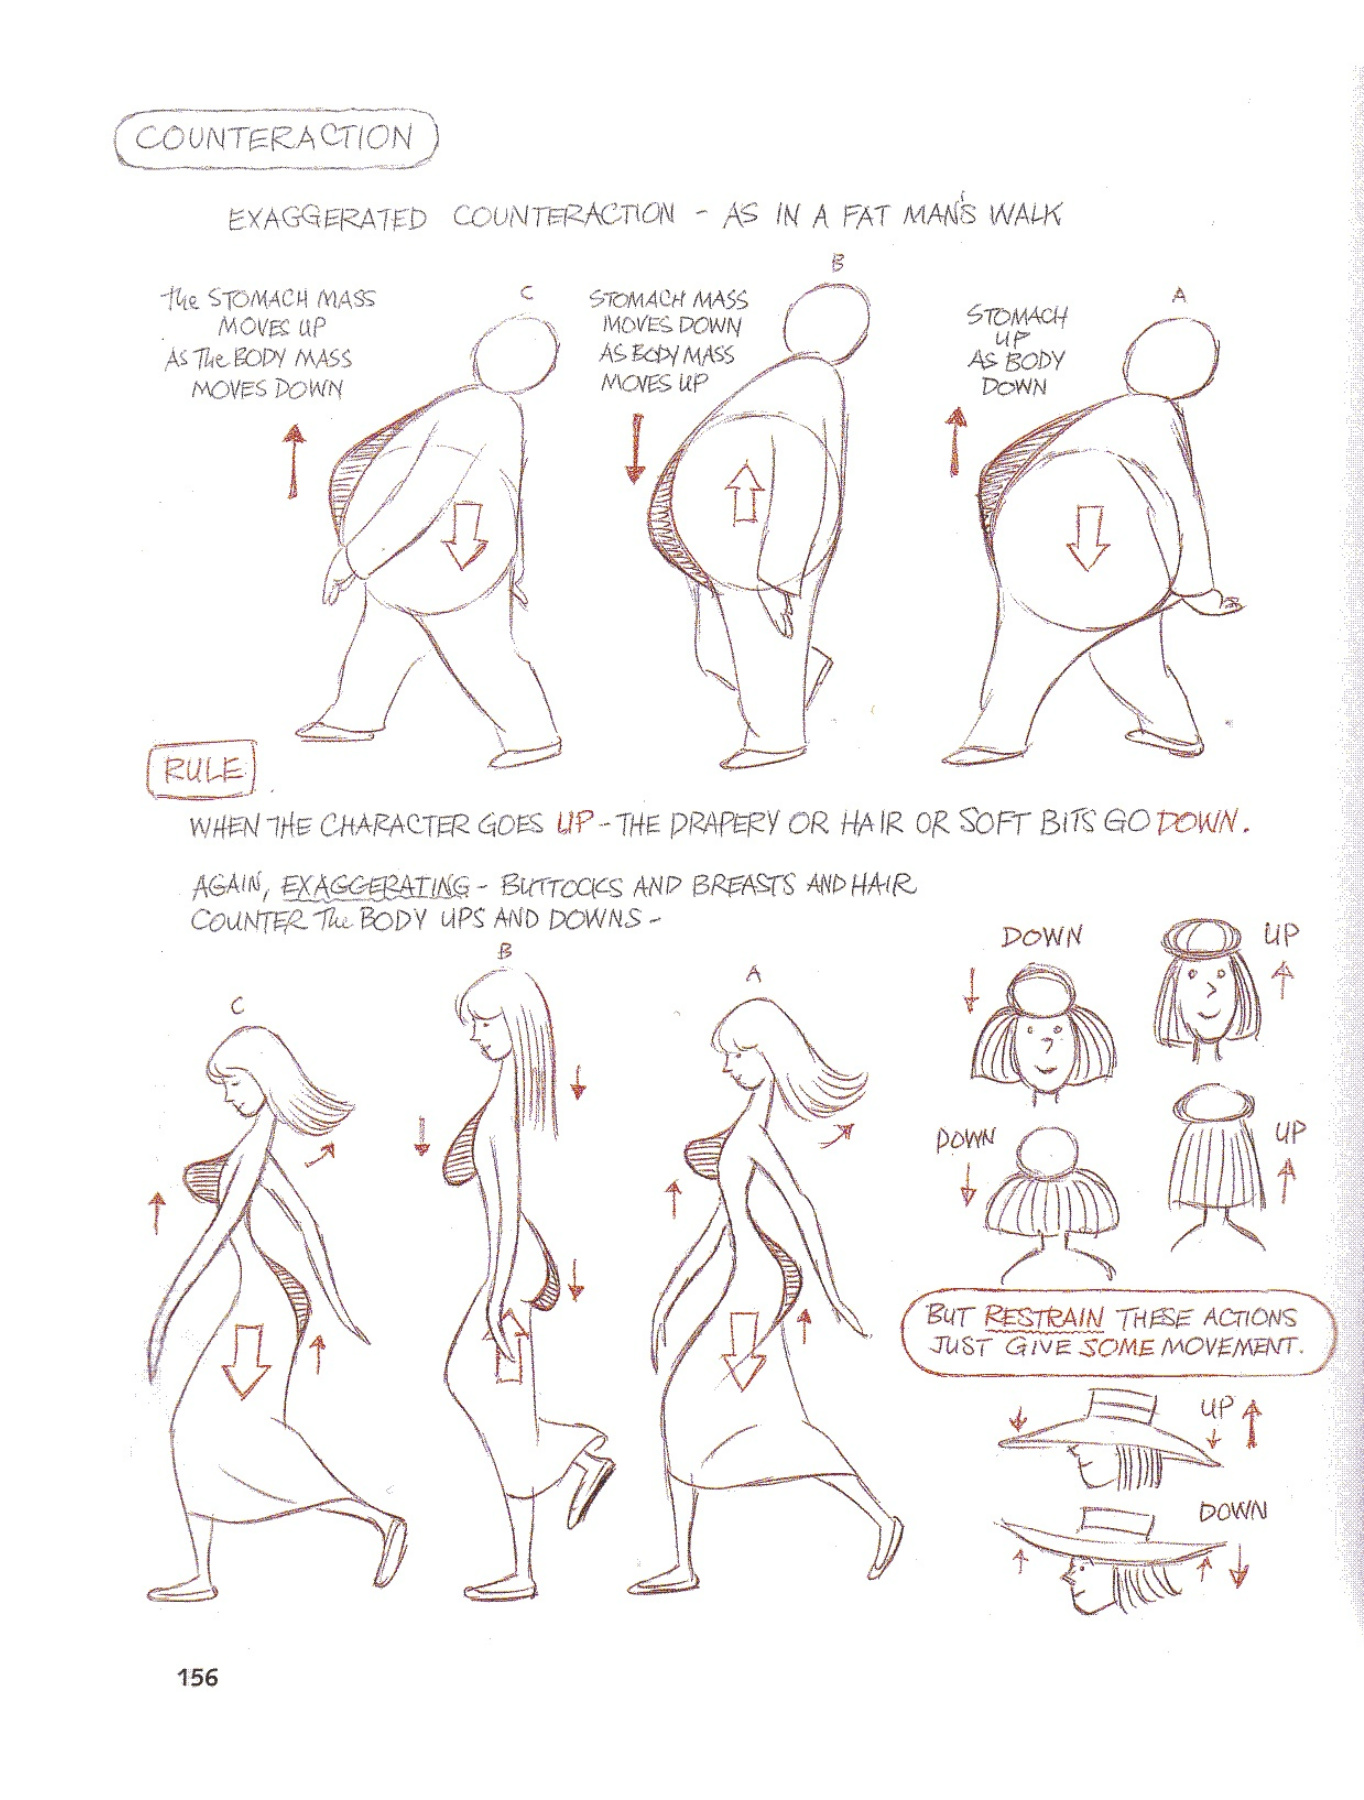 COUNTERACTION
EXAGGERATED COUNTERACTION - AS IN A FAT MAN'S WALK
The STOMACH MASS
MOVES UP
AS The BODY MASS
MOVES DOWN
C
STOMACH MASS
MOVES DOWN
AS BODY MASS
MOVES UP
B
STOMACH
UP
AS BODY
DOWN
A
RULE
WHEN THE CHARACTER GOES UP - THE DRAPERY OR HAIR OR SOFT BITS GO DOWN.
AGAIN, EXAGGERATING - BUTTOCKS AND BREASTS AND HAIR
COUNTER The BODY UPS AND DOWNS -
C
B
A
DOWN
UP
DOWN
UP
BUT RESTRAIN THESE ACTIONS
JUST GIVE SOME MOVEMENT.
UP
DOWN
156